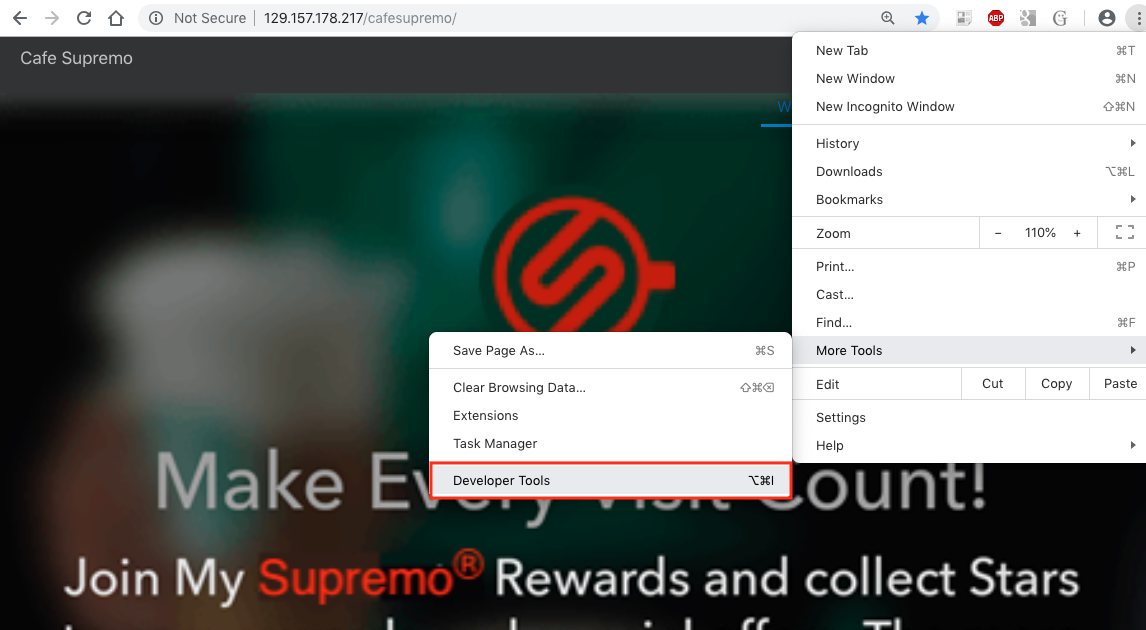 Not Secure 129.157.178.217/cafesupremo/
ABP
Cafe Supremo
W
New Tab ⌘T
New Window ⌘N
New Incognito Window ⇧⌘N
History
Downloads ⌥⌘L
Bookmarks
Zoom - 110% +
Print... ⌘P
Cast...
Find... ⌘F
More Tools
Edit Cut Copy Paste
Settings
Help
Save Page As... ⌘S
Clear Browsing Data... ⇧⌘⌫
Extensions
Task Manager
Developer Tools ⌥⌘I
Make Every Visit Count!
Join My Supremo® Rewards and collect Stars